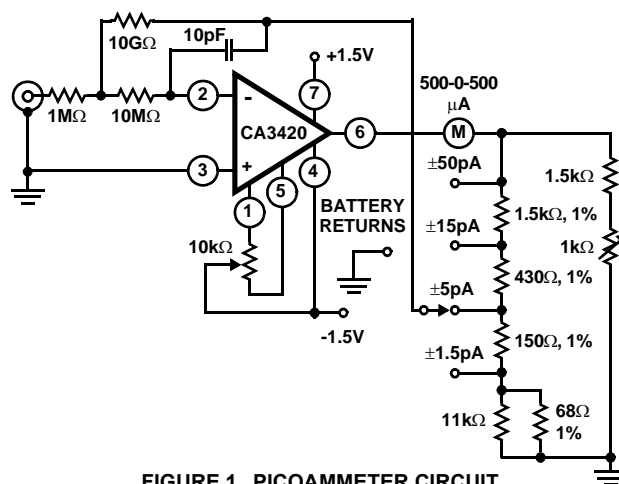 10GΩ
10pF
+1.5V
500-0-500
µA
1MΩ
10MΩ
2
-
7
CA3420
6
M
3
+
4
5
1
±50pA
1.5kΩ
BATTERY
RETURNS
1.5kΩ, 1%
±15pA
1kΩ
10kΩ
430Ω, 1%
±5pA
-1.5V
150Ω, 1%
±1.5pA
11kΩ
68Ω
1%
FIGURE 1. PICOAMMETER CIRCUIT